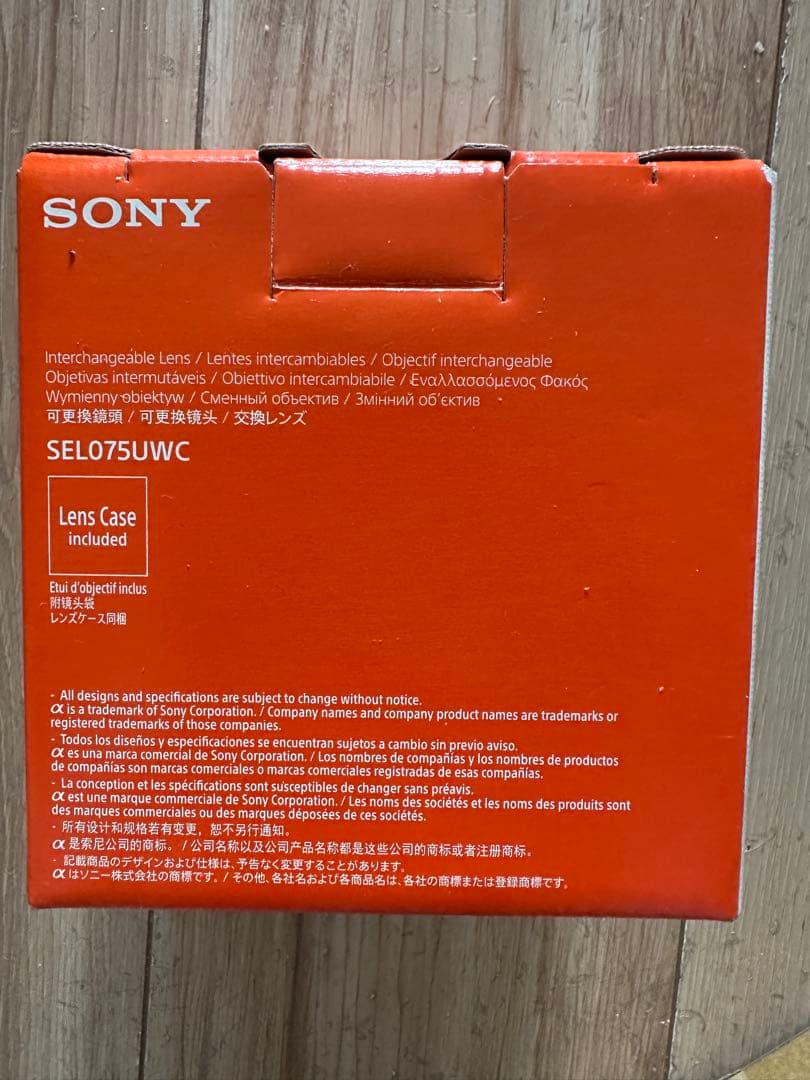 SONY
Interchangeable Lens / Lentes intercambiables / Objectif interchangeable
Objetivas intermutáveis / Obiettivo intercambiabile / Εναλλασσόμενος Φακός
Wymienny obiektyw / Сменный объектив / Змінний об'єктив
可更換鏡頭 / 可更换镜头 / 交換レンズ
SEL075UWC
Lens Case
included
Etui d'objectif inclus
附镜头袋
レンズケース同梱
- All designs and specifications are subject to change without notice.
α is a trademark of Sony Corporation. / Company names and company product names are trademarks or
registered trademarks of those companies.
- Todos los diseños y especificaciones se encuentran sujetos a cambio sin previo aviso.
α es una marca comercial de Sony Corporation. / Los nombres de compañías y los nombres de productos
de compañías son marcas comerciales o marcas comerciales registradas de esas compañías.
- La conception et les spécifications sont susceptibles de changer sans préavis.
α est une marque commerciale de Sony Corporation. / Les noms des sociétés et les noms des produits sont
des marques commerciales ou des marques déposées de ces sociétés.
- 所有设计和规格若有变更，恕不另行通知。
α 是索尼公司的商标。/ 公司名称以及公司产品名称都是这些公司的商标或者注册商标。
- 記載商品のデザインおよび仕様は、予告なく変更することがあります。
α はソニー株式会社の商標です。/ その他、各社名および各商品名は、各社の商標または登録商標です。